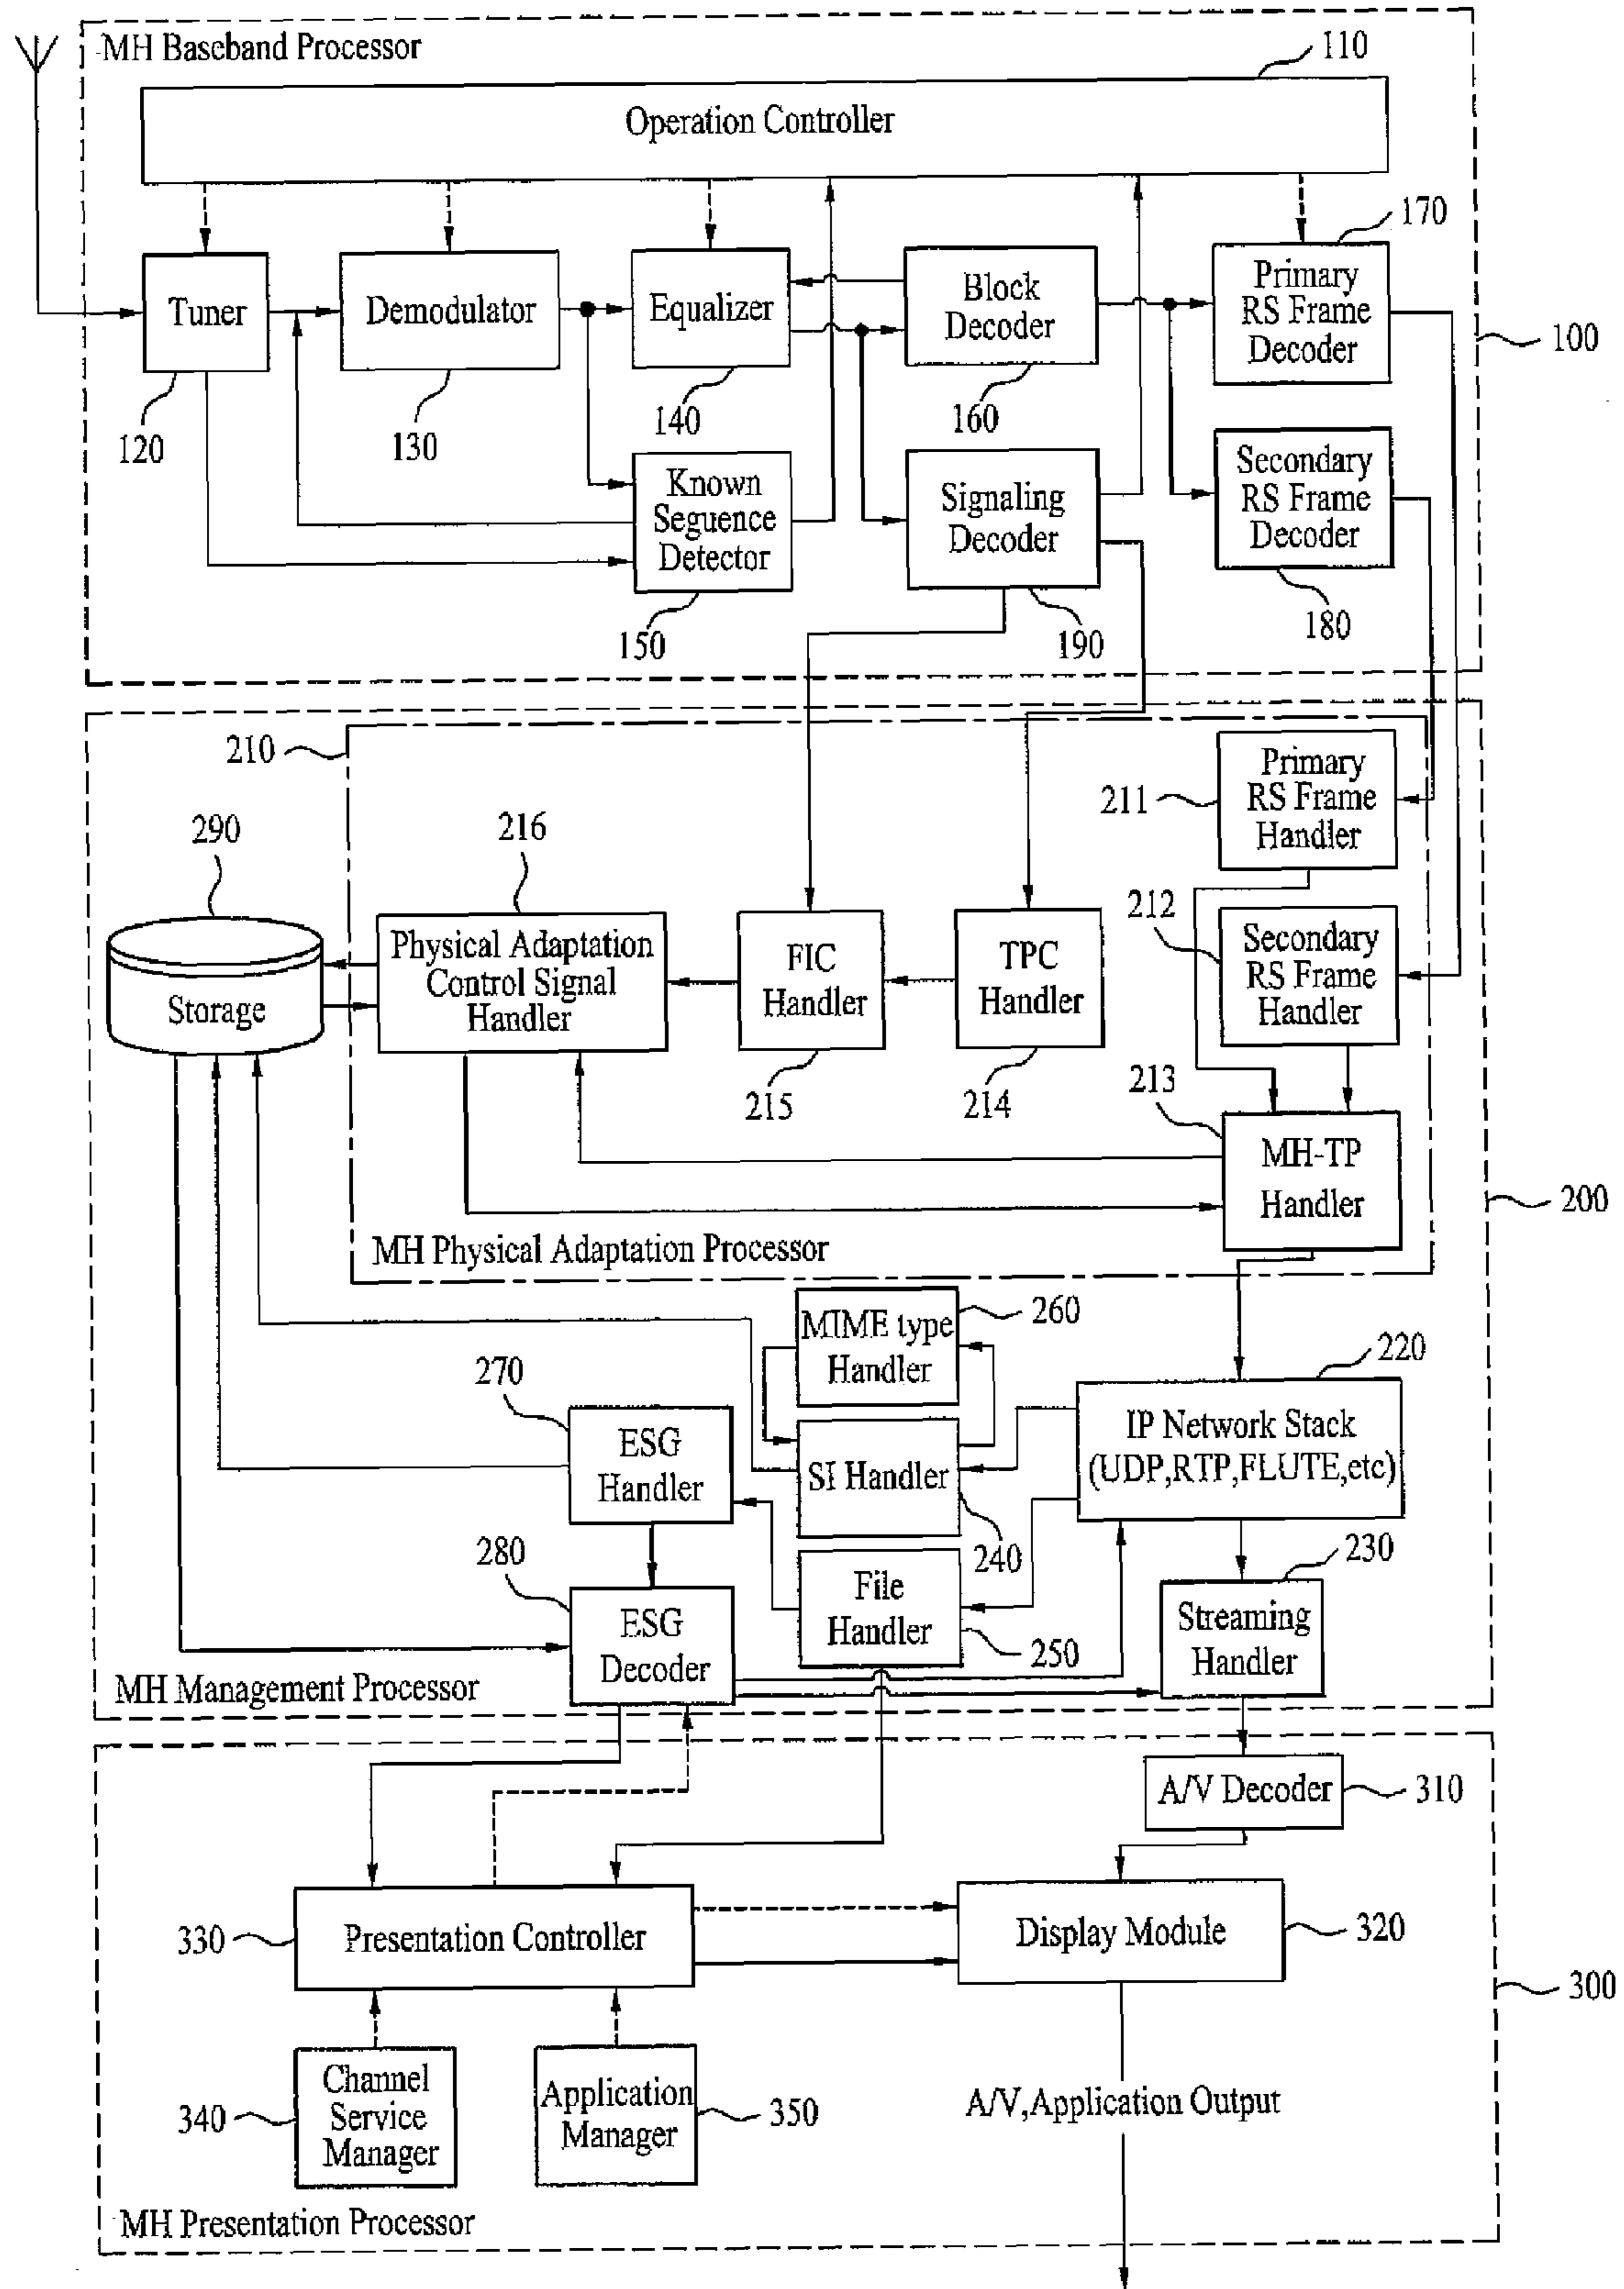 MH Baseband Processor
110
Operation Controller
170
Tuner
Demodulator
Equalizer
Block
Decoder
Primary
RS Frame
Decoder
100
120
130
140
160
Known
Seguence
Detector
Signaling
Decoder
Secondary
RS Frame
Decoder
150
190
180
210
Primary
RS Frame
Handler
211
290
216
212
Storage
Physical Adaptation
Control Signal
Handler
FIC
Handler
TPC
Handler
Secondary
RS Frame
Handler
215
214
213
MH-TP
Handler
200
MH Physical Adaptation Processor
MIME type
Handler
260
270
220
ESG
Handler
SI Handler
IP Network Stack
(UDP,RTP,FLUTE,etc)
240
280
230
ESG
Decoder
File
Handler
250
Streaming
Handler
MH Management Processor
A/V Decoder
310
330
Presentation Controller
Display Module
320
300
340
Channel
Service
Manager
Application
Manager
350
A/V,Application Output
MH Presentation Processor